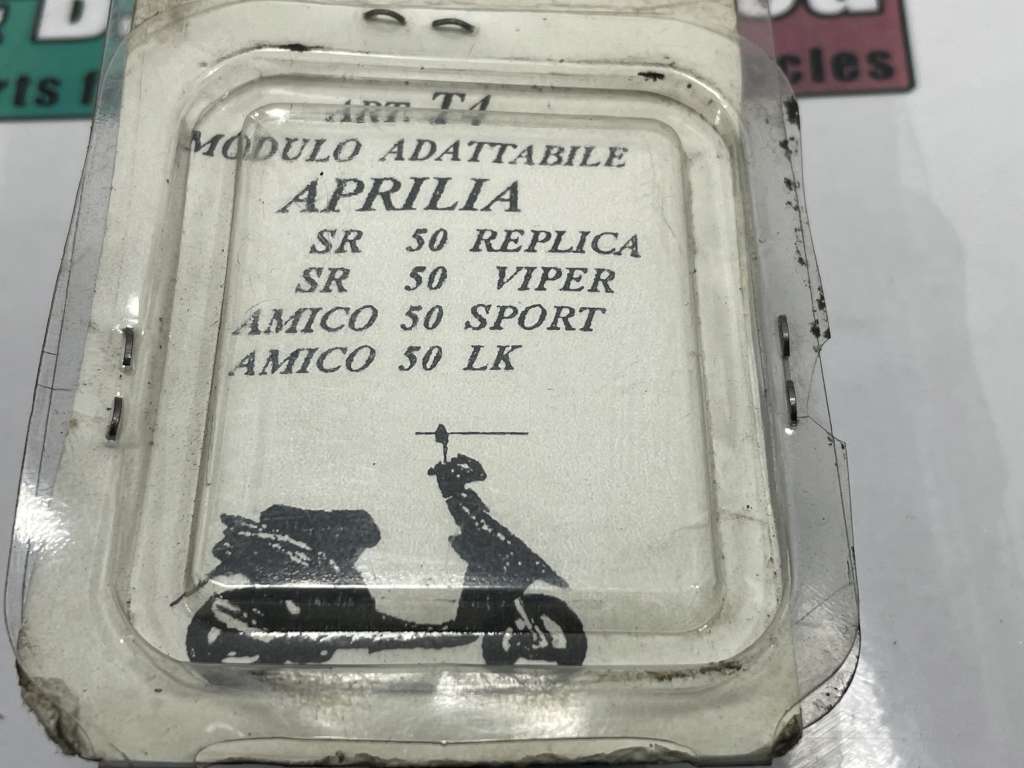 ART. T4
MODULO ADATTABILE
APRILIA
SR 50 REPLICA
SR 50 VIPER
AMICO 50 SPORT
AMICO 50 LK